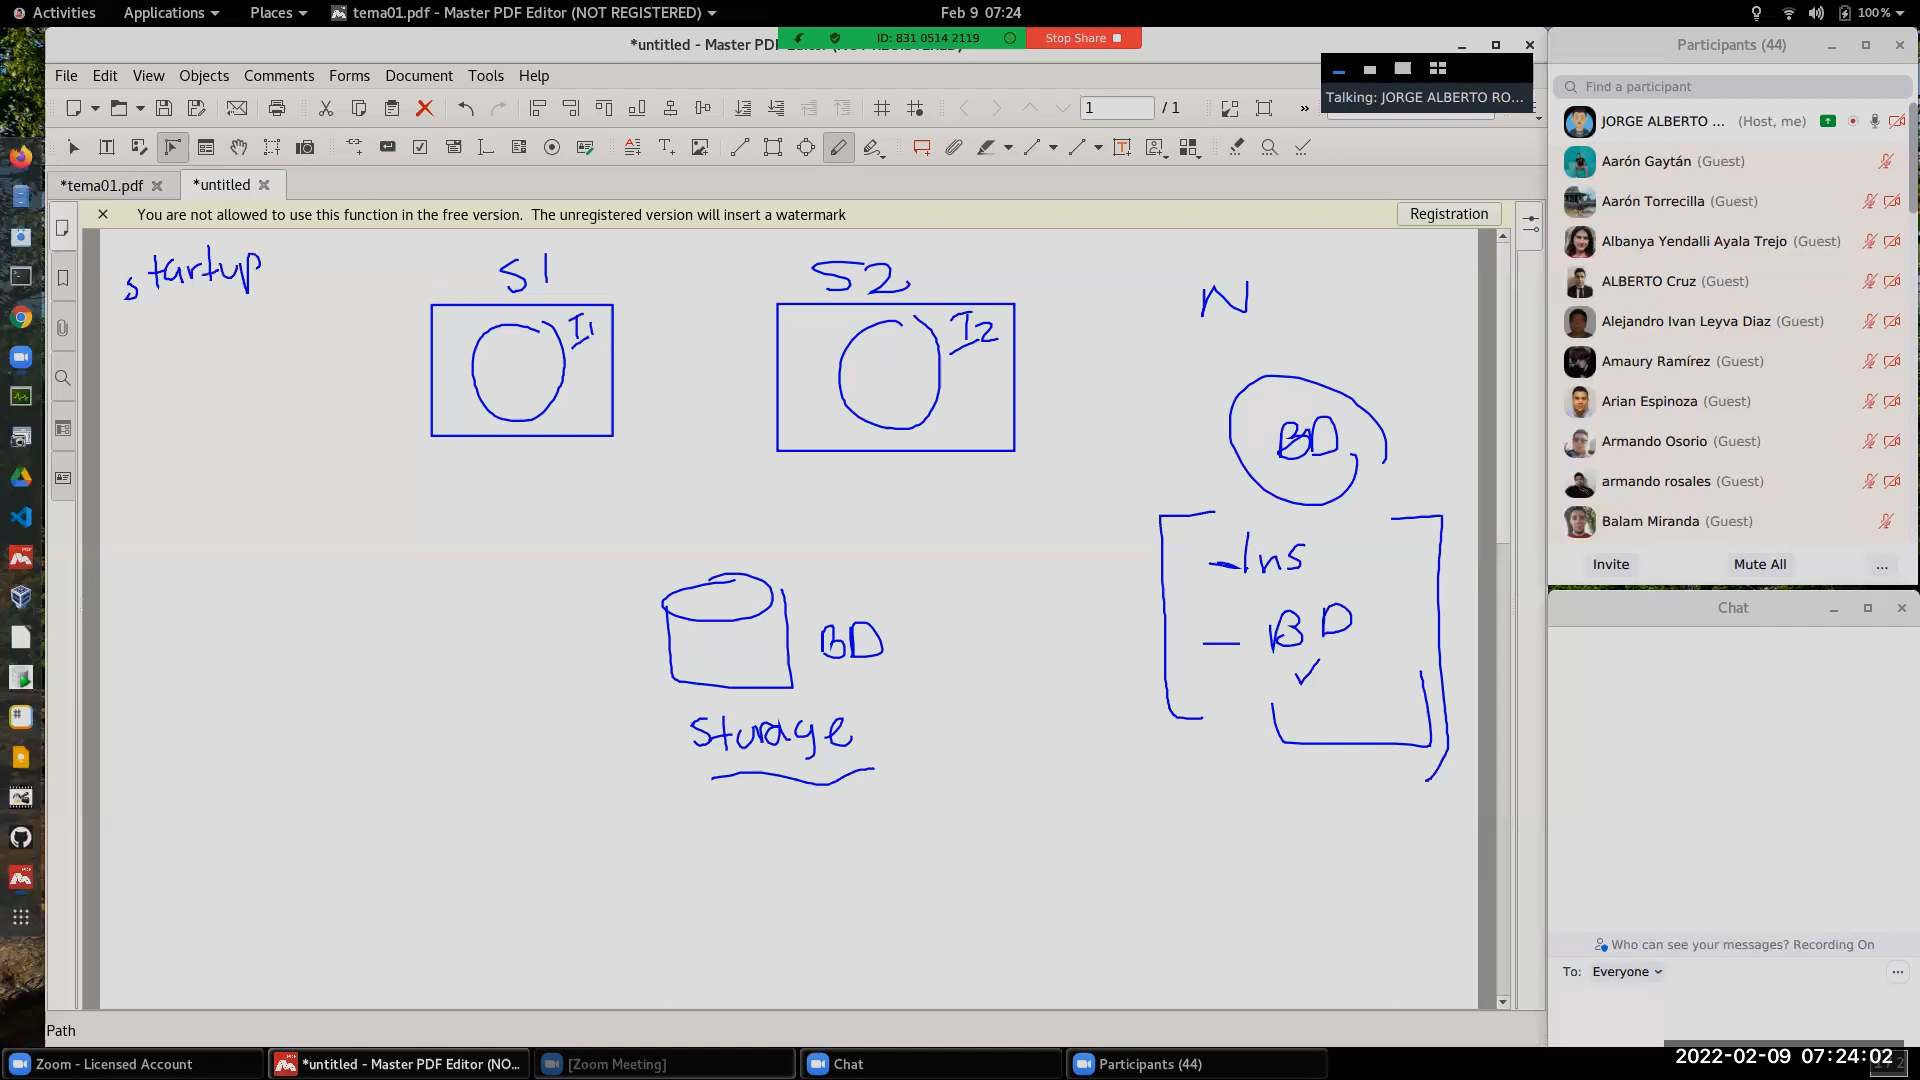 Activities Applications Places tema01.pdf - Master PDF Editor (NOT REGISTERED) Feb 9 07:24 100%
*untitled - Master PD
ID: 831 0514 2119 Stop Share
File Edit View Objects Comments Forms Document Tools Help
Talking: JORGE ALBERTO RO...
1 / 1 »
*tema01.pdf *untitled
You are not allowed to use this function in the free version. The unregistered version will insert a watermark Registration
startup S1 S2 N
I1 I2
BD
-Ins
BD - BD
Storage
Path
Participants (44)
Find a participant
JORGE ALBERTO ... (Host, me)
Aarón Gaytán (Guest)
Aarón Torrecilla (Guest)
Albanya Yendalli Ayala Trejo (Guest)
ALBERTO Cruz (Guest)
Alejandro Ivan Leyva Diaz (Guest)
Amaury Ramírez (Guest)
Arian Espinoza (Guest)
Armando Osorio (Guest)
armando rosales (Guest)
Balam Miranda (Guest)
Invite Mute All ...
Chat
Who can see your messages? Recording On
To: Everyone
Zoom - Licensed Account *untitled - Master PDF Editor (NO... [Zoom Meeting] Chat Participants (44)
2022-02-09 07:24:02